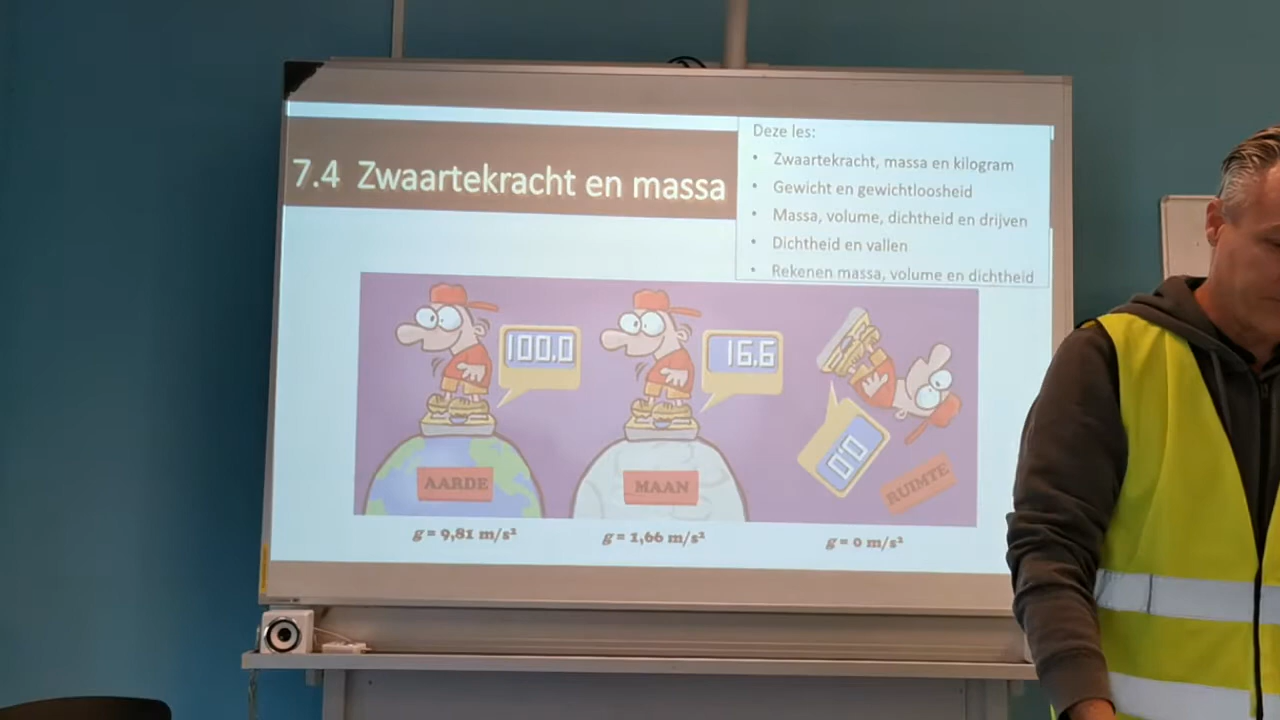 7.4 Zwaartekracht en massa
Deze les:
• Zwaartekracht, massa en kilogram
• Gewicht en gewichtloosheid
• Massa, volume, dichtheid en drijven
• Dichtheid en vallen
• Rekenen massa, volume en dichtheid
100.0
16.6
0.0
AARDE
MAAN
RUIMTE
g = 9,81 m/s²
g = 1,66 m/s²
g = 0 m/s²